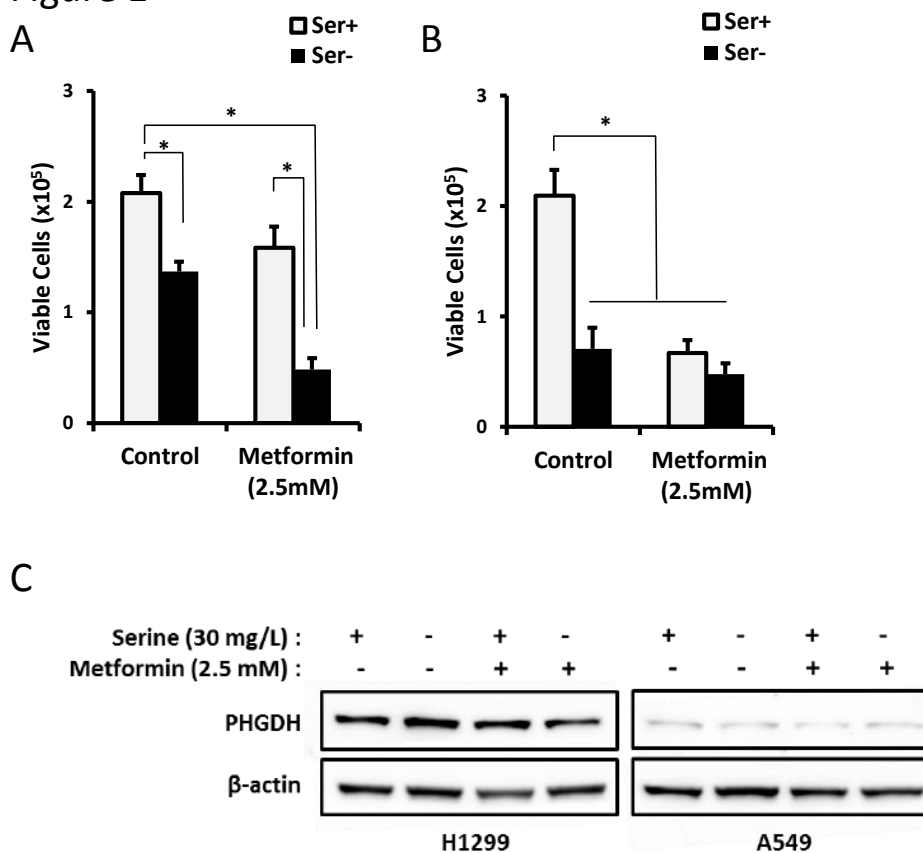 Figure
A
Ser+
Ser-
Viable Cells (x10⁵)
3
2
1
0
*
*
*
Control
Metformin
(2.5mM)
B
Ser+
Ser-
Viable Cells (x10⁵)
3
2
1
0
*
Control
Metformin
(2.5mM)
C
Serine (30 mg/L) : + - + - + - + -
Metformin (2.5 mM) : - - + + - - + +
PHGDH
β-actin
H1299 A549